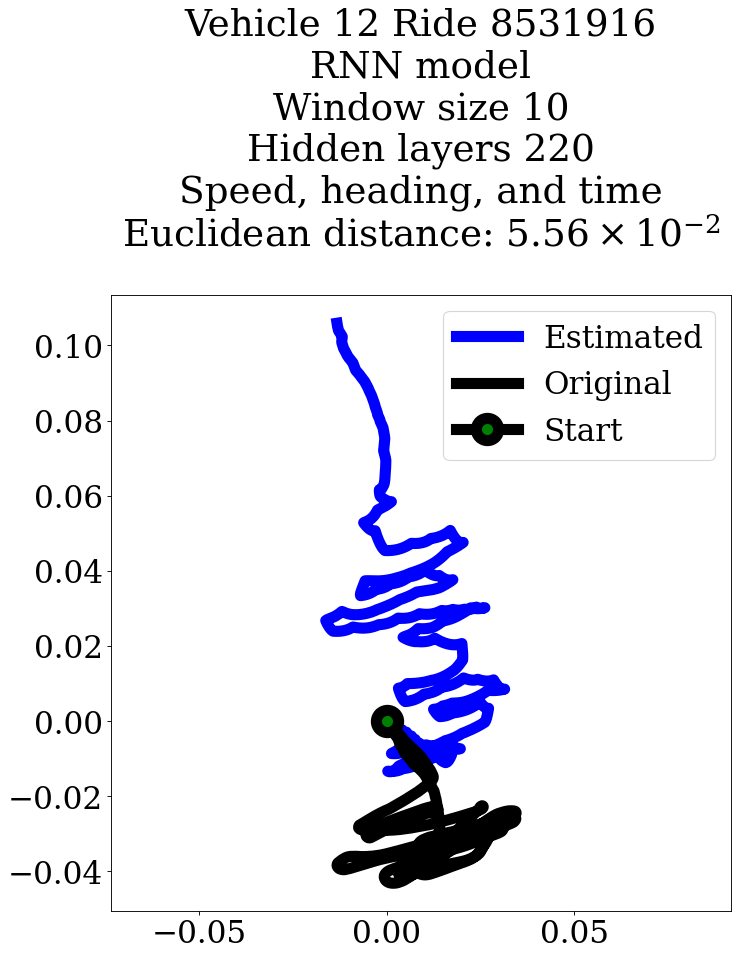 Vehicle 12 Ride 8531916
RNN model
Window size 10
Hidden layers 220
Speed, heading, and time
Euclidean distance: 5.56 × 10⁻²
Estimated
Original
Start
0.10
0.08
0.06
0.04
0.02
0.00
−0.02
−0.04
−0.05 0.00 0.05